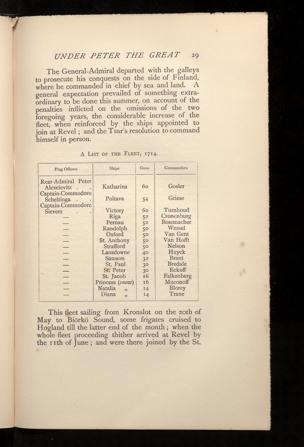 UNDER PETER THE GREAT 29
The General-Admiral departed with the galleys
to prosecute his conquests on the side of Finland,
where he commanded in chief by sea and land. A
general expectation prevailed of something extra-
ordinary to be done this summer, on account of the
penalties inflicted on the omissions of the two
foregoing years, the considerable increase of the
fleet, when reinforced by the ships appointed to
join at Revel ; and the Tsar's resolution to command
himself in person.
A LIST OF THE FLEET, 1714.
Flag Officers Ships Guns Commanders
Rear-Admiral Peter
Alexievitz . Katharina 60 Gosler
Captain-Commodore
Scheltinga . . Poltava 54 Griese
Captain-Commodore
Sievers . . Victory 60 Turnhoud
— Riga 52 Cronenburg
— Pernau 52 Bossemacher
— Randolph 50 Wessel
— Oxford 50 Van Gent
— St. Anthony 50 Van Hofft
— Strafford 50 Nelson
— Lansdowne 40 Huyck
— Samson 32 Brant
— St. Paul 30 Bredale
— St. Peter 30 Eckoff
— St. Jacob 16 Falkenberg
— Princess (snow) 16
— Natalia „ 14 Blorey
— Diana „ 14 Trane
This fleet sailing from Kronslot on the 20th of
May to Biörkö Sound, some frigates cruised to
Hogland till the latter end of the month ; when the
whole fleet proceeding thither arrived at Revel by
the 11th of June ; and were there joined by the St.